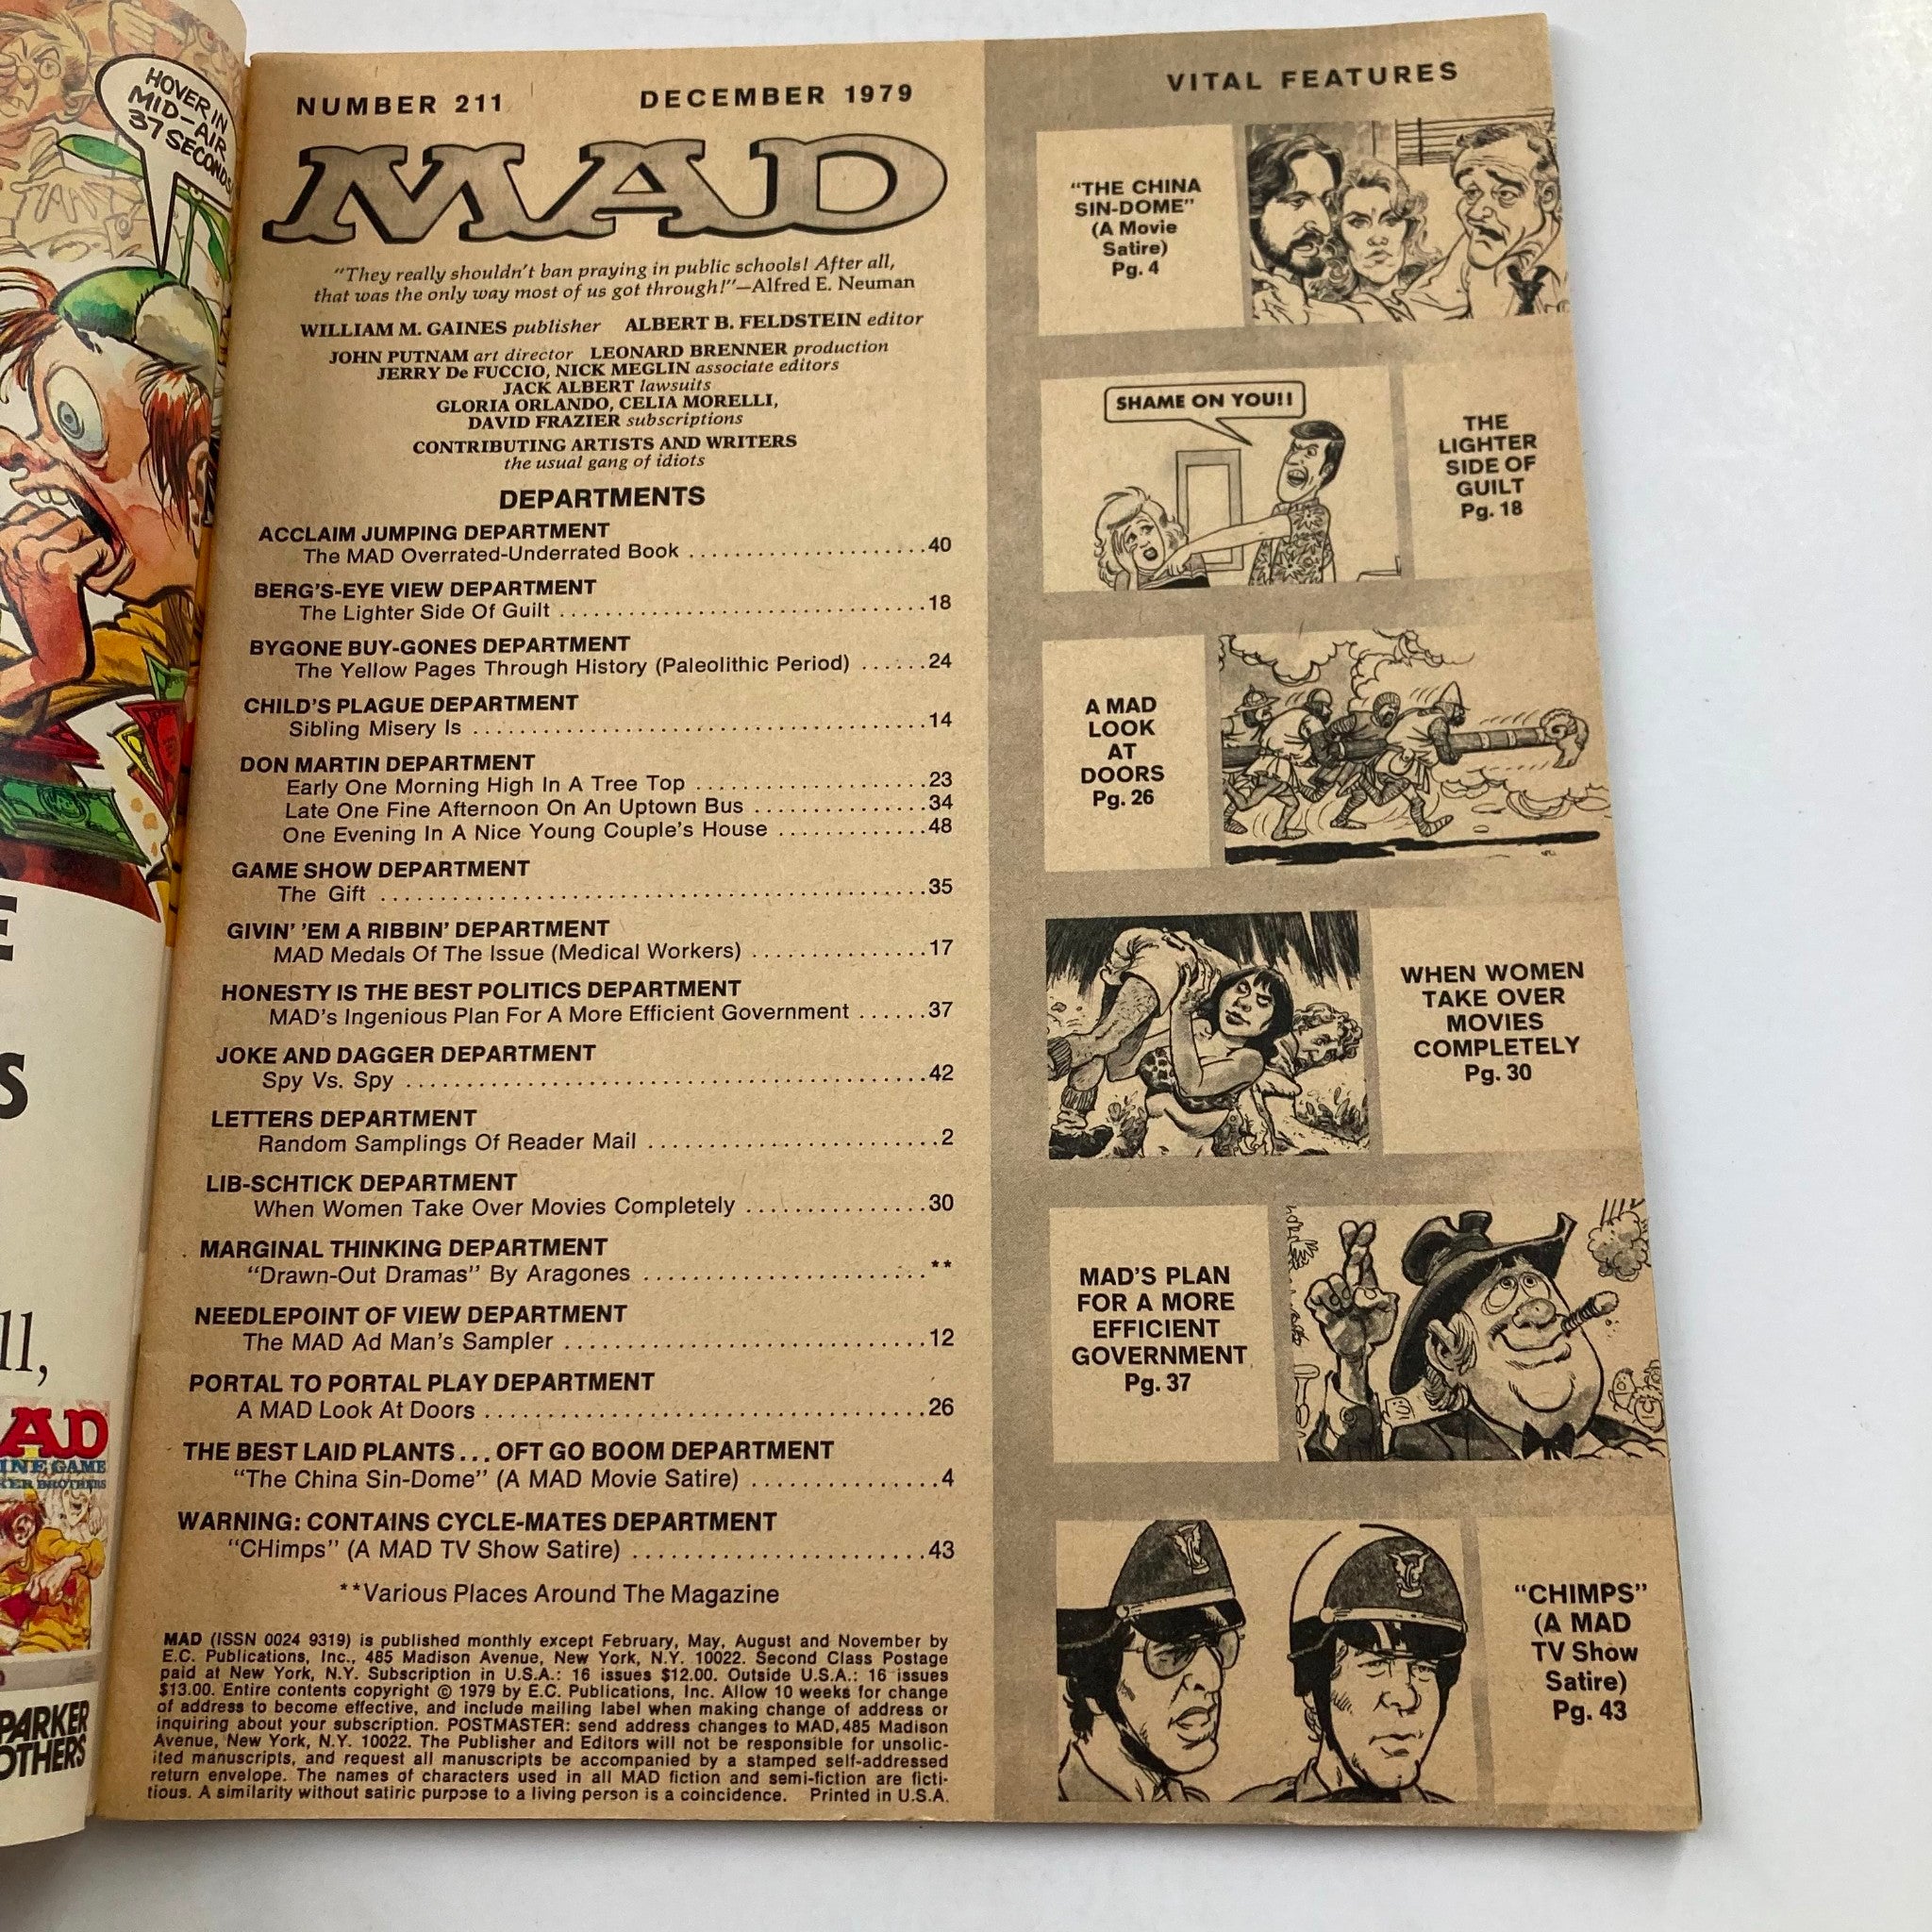 HOVER IN
MID-AIR
37 SECONDS
E
S
ll,
AD
INE GAME
KER BROTHERS
PARKER
OTHERS
NUMBER 211 DECEMBER 1979
MAD
"They really shouldn't ban praying in public schools! After all,
that was the only way most of us got through!"—Alfred E. Neuman
WILLIAM M. GAINES publisher ALBERT B. FELDSTEIN editor
JOHN PUTNAM art director LEONARD BRENNER production
JERRY De FUCCIO, NICK MEGLIN associate editors
JACK ALBERT lawsuits
GLORIA ORLANDO, CELIA MORELLI,
DAVID FRAZIER subscriptions
CONTRIBUTING ARTISTS AND WRITERS
the usual gang of idiots
DEPARTMENTS
ACCLAIM JUMPING DEPARTMENT
The MAD Overrated-Underrated Book ......................40
BERG'S-EYE VIEW DEPARTMENT
The Lighter Side Of Guilt .................................18
BYGONE BUY-GONES DEPARTMENT
The Yellow Pages Through History (Paleolithic Period) ......24
CHILD'S PLAGUE DEPARTMENT
Sibling Misery Is .........................................14
DON MARTIN DEPARTMENT
Early One Morning High In A Tree Top .....................23
Late One Fine Afternoon On An Uptown Bus ................34
One Evening In A Nice Young Couple's House ..............48
GAME SHOW DEPARTMENT
The Gift .................................................35
GIVIN' 'EM A RIBBIN' DEPARTMENT
MAD Medals Of The Issue (Medical Workers) ................17
HONESTY IS THE BEST POLITICS DEPARTMENT
MAD's Ingenious Plan For A More Efficient Government ......37
JOKE AND DAGGER DEPARTMENT
Spy Vs. Spy ..............................................42
LETTERS DEPARTMENT
Random Samplings Of Reader Mail .........................2
LIB-SCHTICK DEPARTMENT
When Women Take Over Movies Completely ................30
MARGINAL THINKING DEPARTMENT
"Drawn-Out Dramas" By Aragones .........................**
NEEDLEPOINT OF VIEW DEPARTMENT
The MAD Ad Man's Sampler ...............................12
PORTAL TO PORTAL PLAY DEPARTMENT
A MAD Look At Doors ......................................26
THE BEST LAID PLANTS...OFT GO BOOM DEPARTMENT
"The China Sin-Dome" (A MAD Movie Satire) ................4
WARNING: CONTAINS CYCLE-MATES DEPARTMENT
"CHimps" (A MAD TV Show Satire) .........................43
**Various Places Around The Magazine
MAD (ISSN 0024 9319) is published monthly except February, May, August and November by
E.C. Publications, Inc., 485 Madison Avenue, New York, N.Y. 10022. Second Class Postage
paid at New York, N.Y. Subscription in U.S.A.: 16 issues $12.00. Outside U.S.A.: 16 issues
$13.00. Entire contents copyright © 1979 by E.C. Publications, Inc. Allow 10 weeks for change
of address to become effective, and include mailing label when making change of address or
inquiring about your subscription. POSTMASTER: send address changes to MAD, 485 Madison
Avenue, New York, N.Y. 10022. The Publisher and Editors will not be responsible for unsolic-
ited manuscripts, and request all manuscripts be accompanied by a stamped self-addressed
return envelope. The names of characters used in all MAD fiction and semi-fiction are ficti-
tious. A similarity without satiric purpose to a living person is a coincidence. Printed in U.S.A.
VITAL FEATURES
"THE CHINA
SIN-DOME"
(A Movie
Satire)
Pg. 4
SHAME ON YOU!!
THE
LIGHTER
SIDE OF
GUILT
Pg. 18
A MAD
LOOK
AT
DOORS
Pg. 26
WHEN WOMEN
TAKE OVER
MOVIES
COMPLETELY
Pg. 30
MAD'S PLAN
FOR A MORE
EFFICIENT
GOVERNMENT
Pg. 37
"CHIMPS"
(A MAD
TV Show
Satire)
Pg. 43